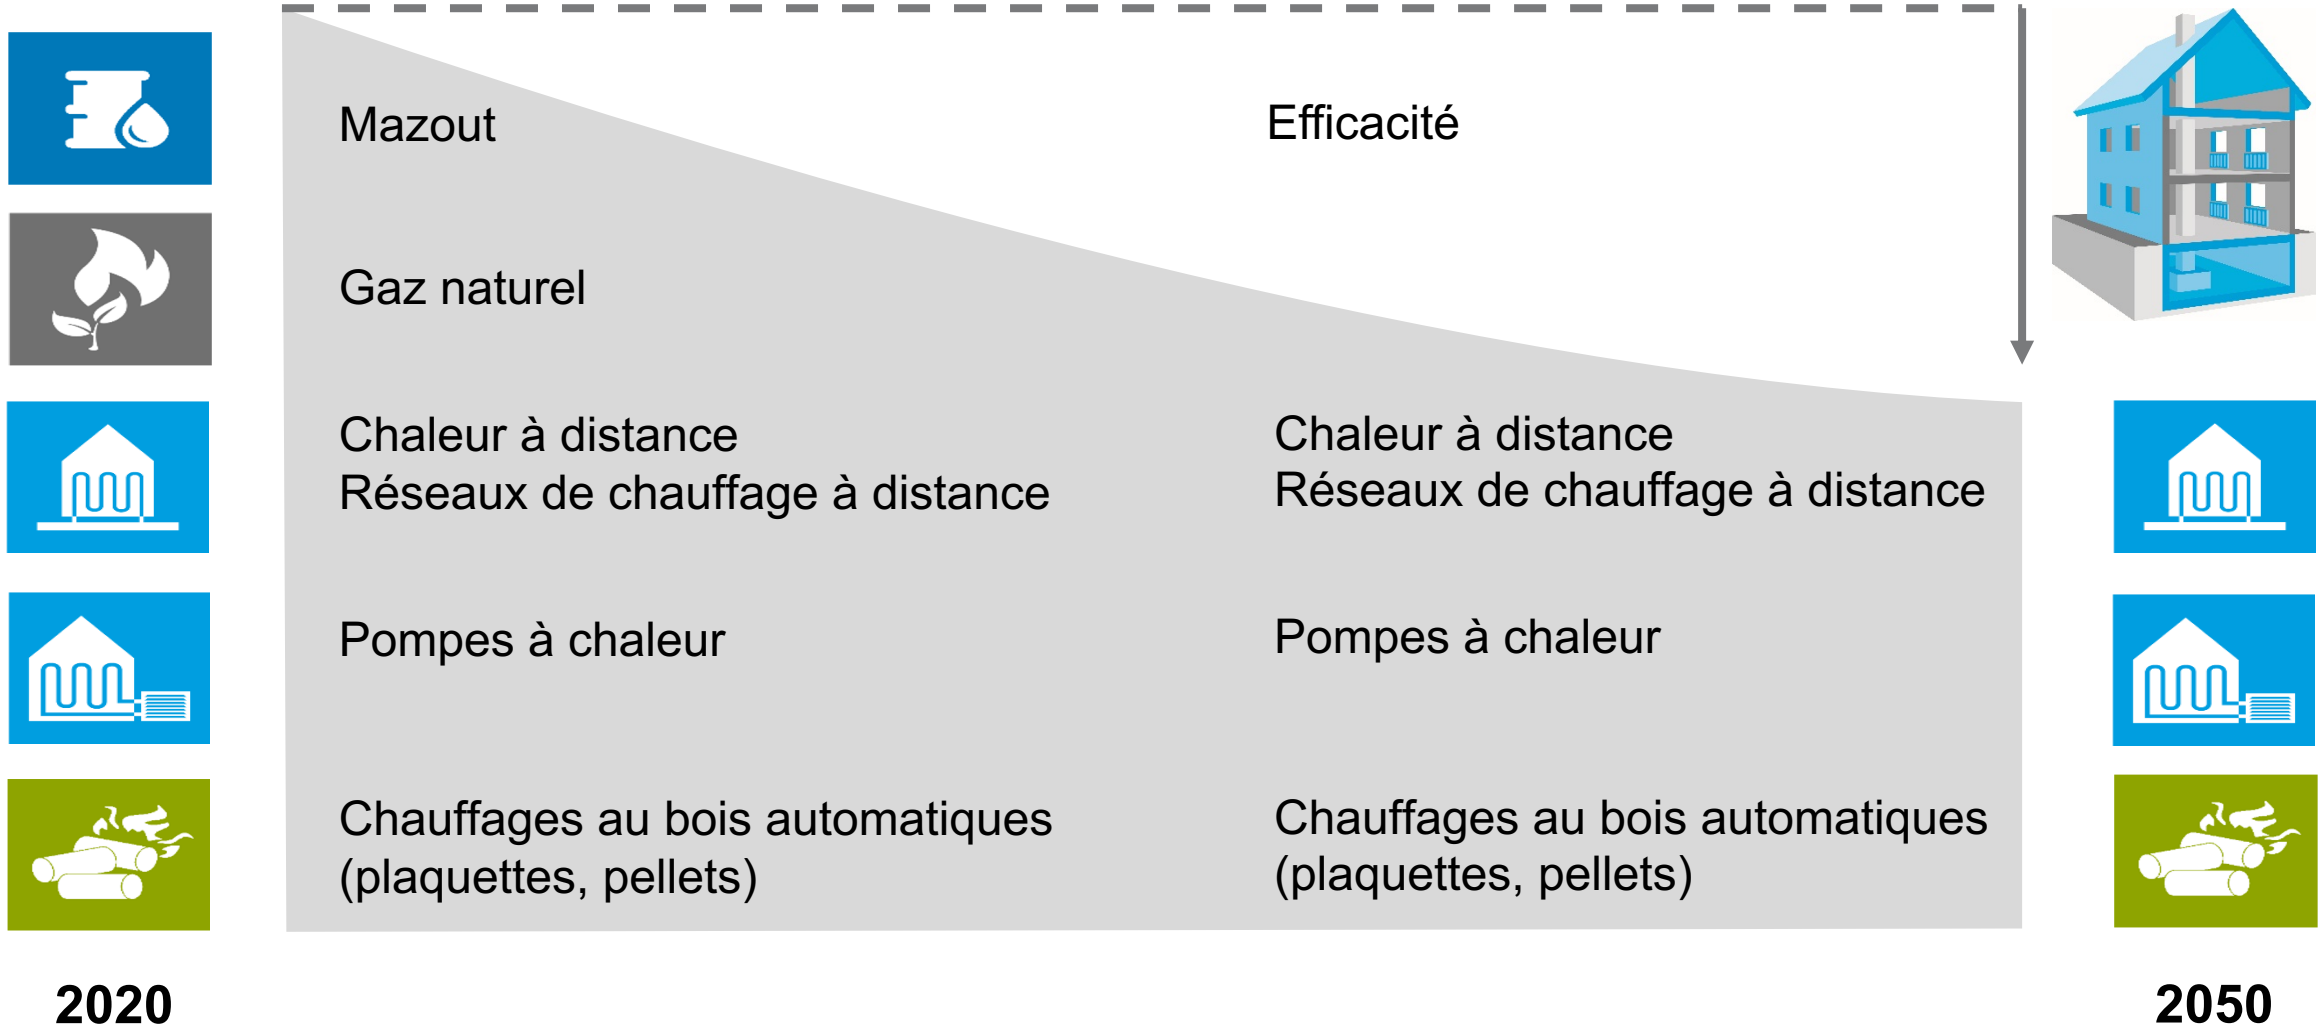 Mazout
Gaz naturel
Chaleur à distance
Réseaux de chauffage à distance
Pompes à chaleur
Chauffages au bois automatiques
(plaquettes, pellets)
2020
Efficacité
Chaleur à distance
Réseaux de chauffage à distance
Pompes à chaleur
Chauffages au bois automatiques
(plaquettes, pellets)
2050